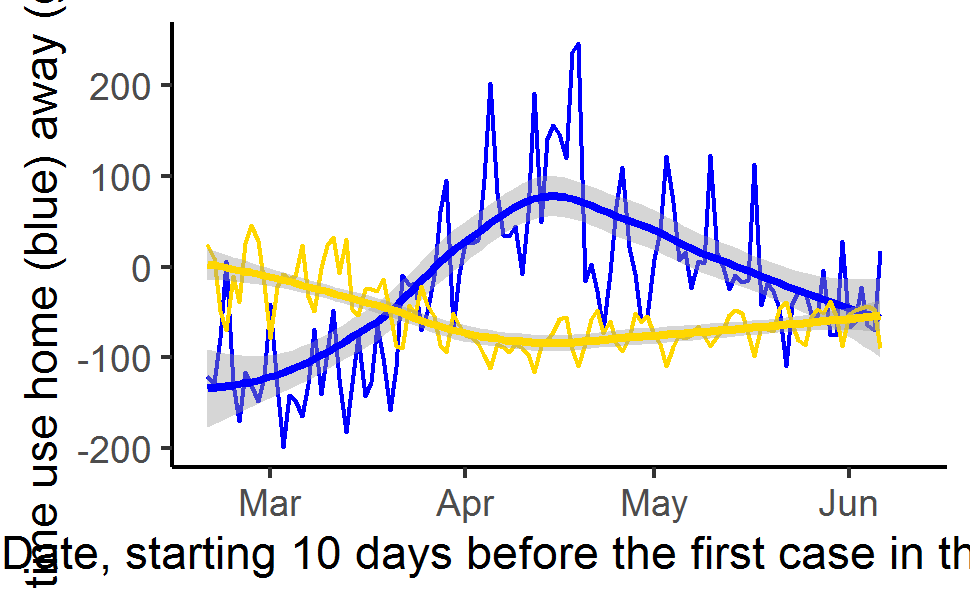 time use home (blue) away (
200
100
0
-100
-200
Mar Apr May Jun
Date, starting 10 days before the first case in th